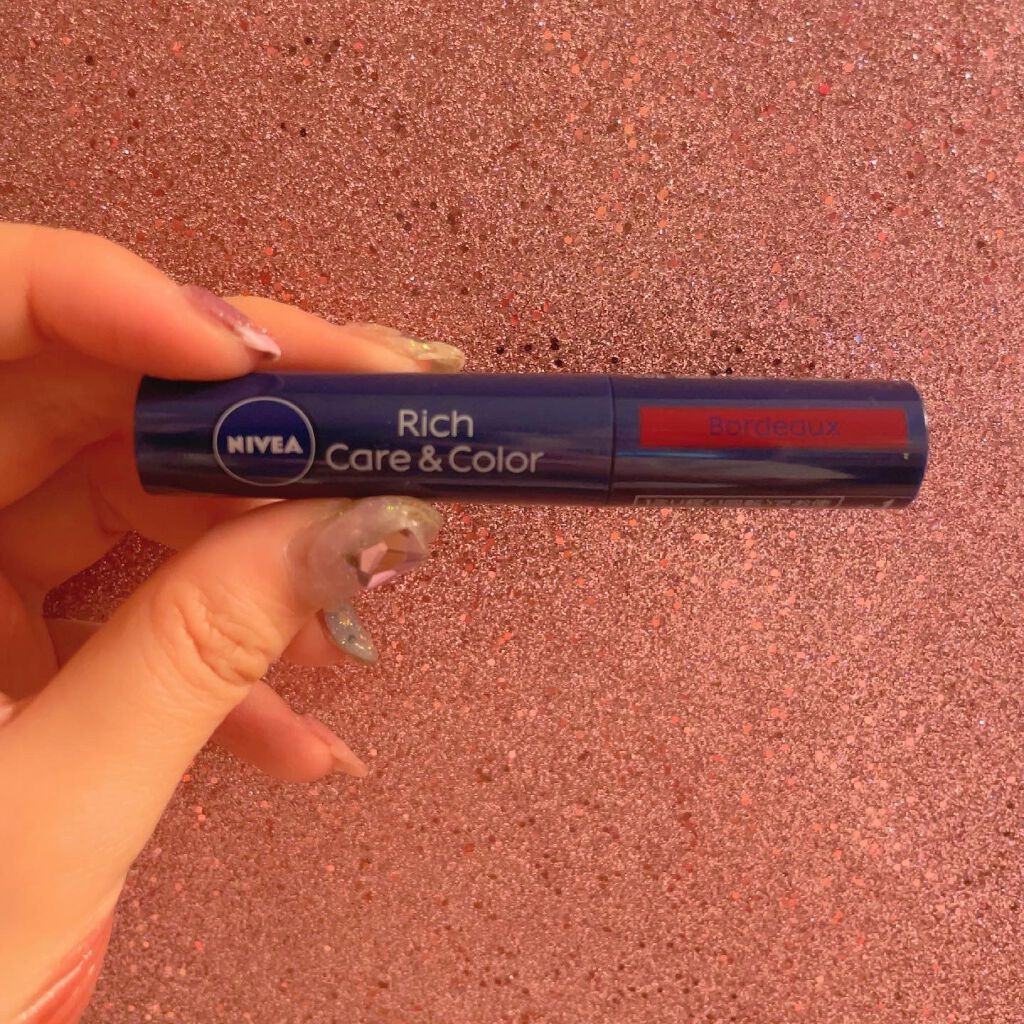 NIVEA
Rich
Care & Color
Bordeaux